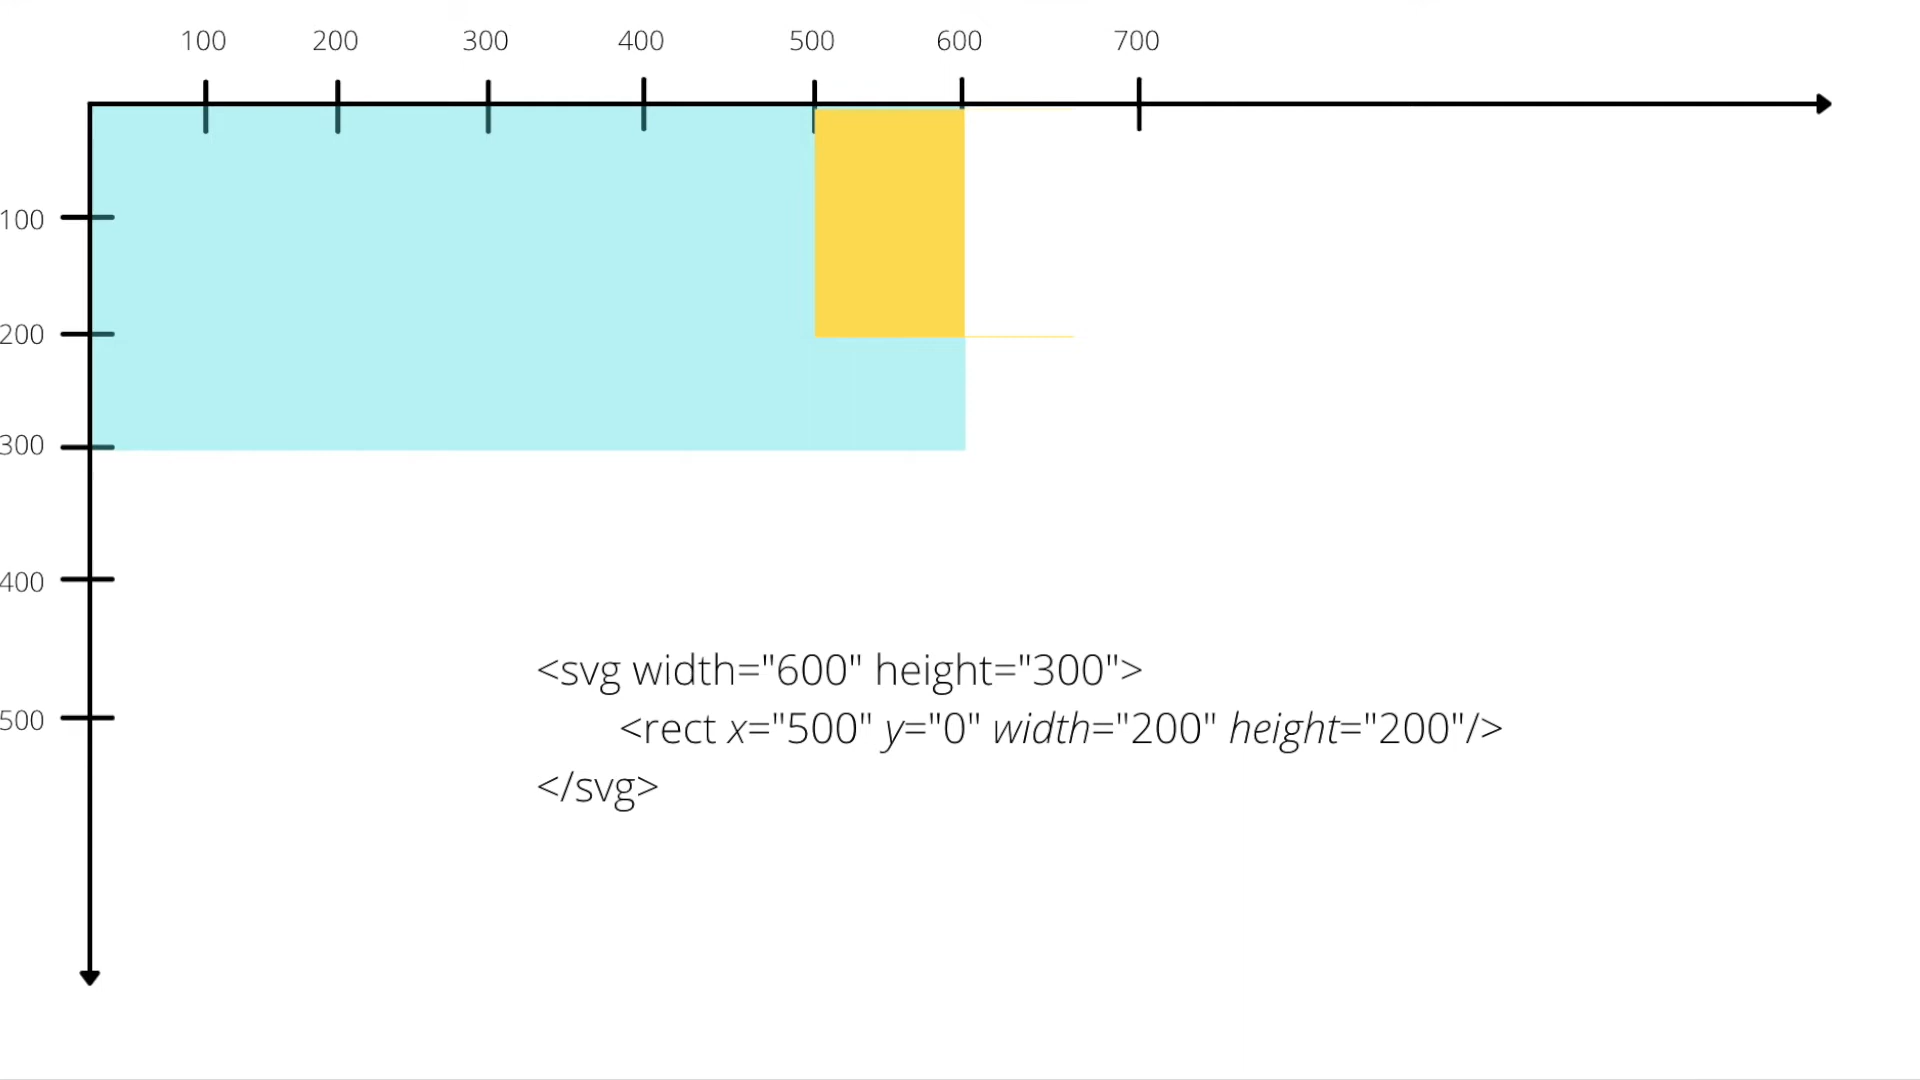 100 200 300 400 500 600 700
100
200
300
400
500
<svg width="600" height="300">
<rect x="500" y="0" width="200" height="200"/>
</svg>